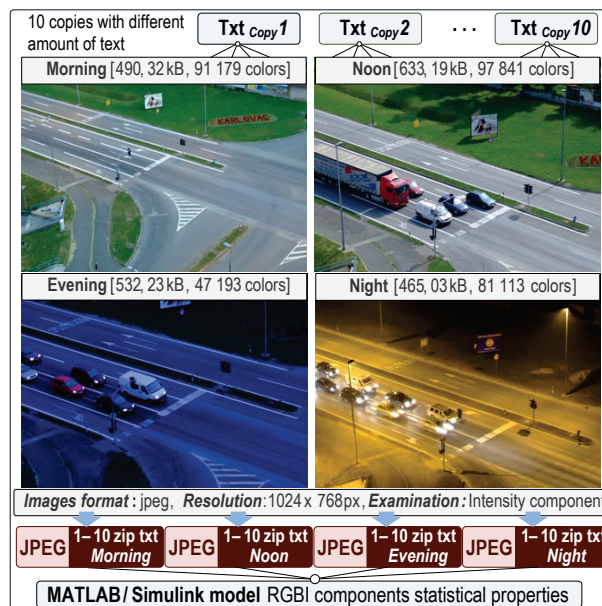 10 copies with different
amount of text
Txt Copy 1
Txt Copy 2
. . .
Txt Copy 10
Morning [490, 32 kB, 91 179 colors]
Noon [633, 19 kB, 97 841 colors]
KARLOVAC
KA
Evening [532, 23 kB, 47 193 colors]
Night [465, 03 kB, 81 113 colors]
Images format : jpeg, Resolution: 1024 x 768px, Examination : Intensity component
JPEG
1– 10 zip txt
Morning
JPEG
1– 10 zip txt
Noon
JPEG
1– 10 zip txt
Evening
JPEG
1– 10 zip txt
Night
MATLAB / Simulink model RGBI components statistical properties